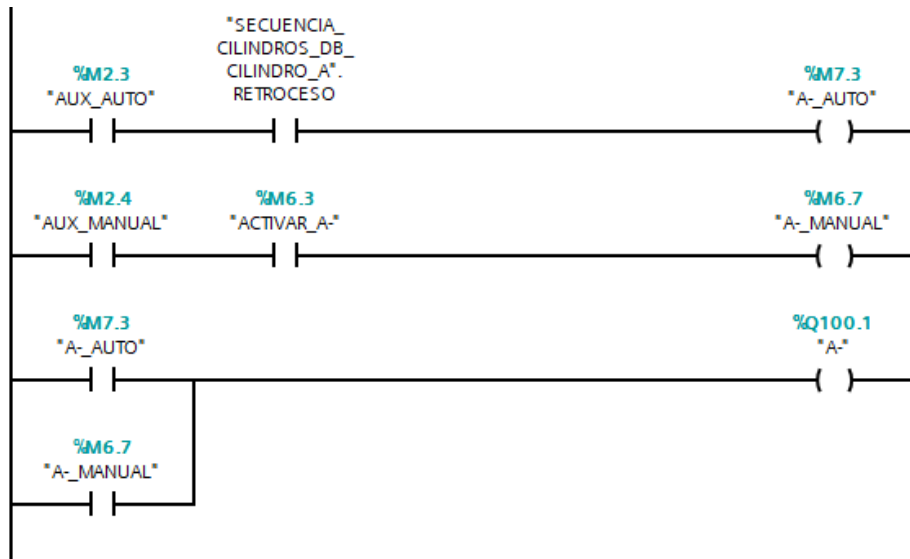 "SECUENCIA_
CILINDROS_DB_
%M2.3 CILINDRO_A". %M7.3
"AUX_AUTO" RETROCESO "A-_AUTO"
%M2.4 %M6.3 %M6.7
"AUX_MANUAL" "ACTIVAR_A-" "A-_MANUAL"
%M7.3 %Q100.1
"A-_AUTO" "A-"
%M6.7
"A-_MANUAL"